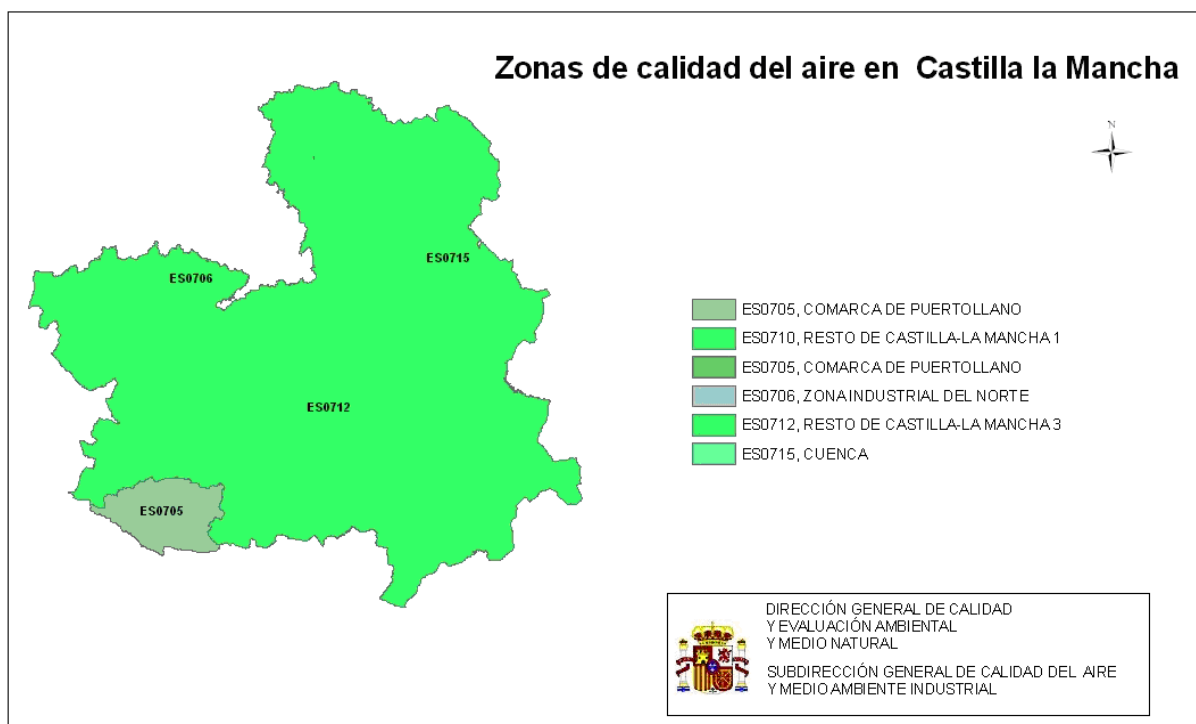 Zonas de calidad del aire en Castilla la Mancha
N
ES0715
ES0706
ES0712
ES0705
ES0705, COMARCA DE PUERTOLLANO
ES0710, RESTO DE CASTILLA-LA MANCHA 1
ES0705, COMARCA DE PUERTOLLANO
ES0706, ZONA INDUSTRIAL DEL NORTE
ES0712, RESTO DE CASTILLA-LA MANCHA 3
ES0715, CUENCA
DIRECCIÓN GENERAL DE CALIDAD
Y EVALUACIÓN AMBIENTAL
Y MEDIO NATURAL
SUBDIRECCIÓN GENERAL DE CALIDAD DEL AIRE
Y MEDIO AMBIENTE INDUSTRIAL